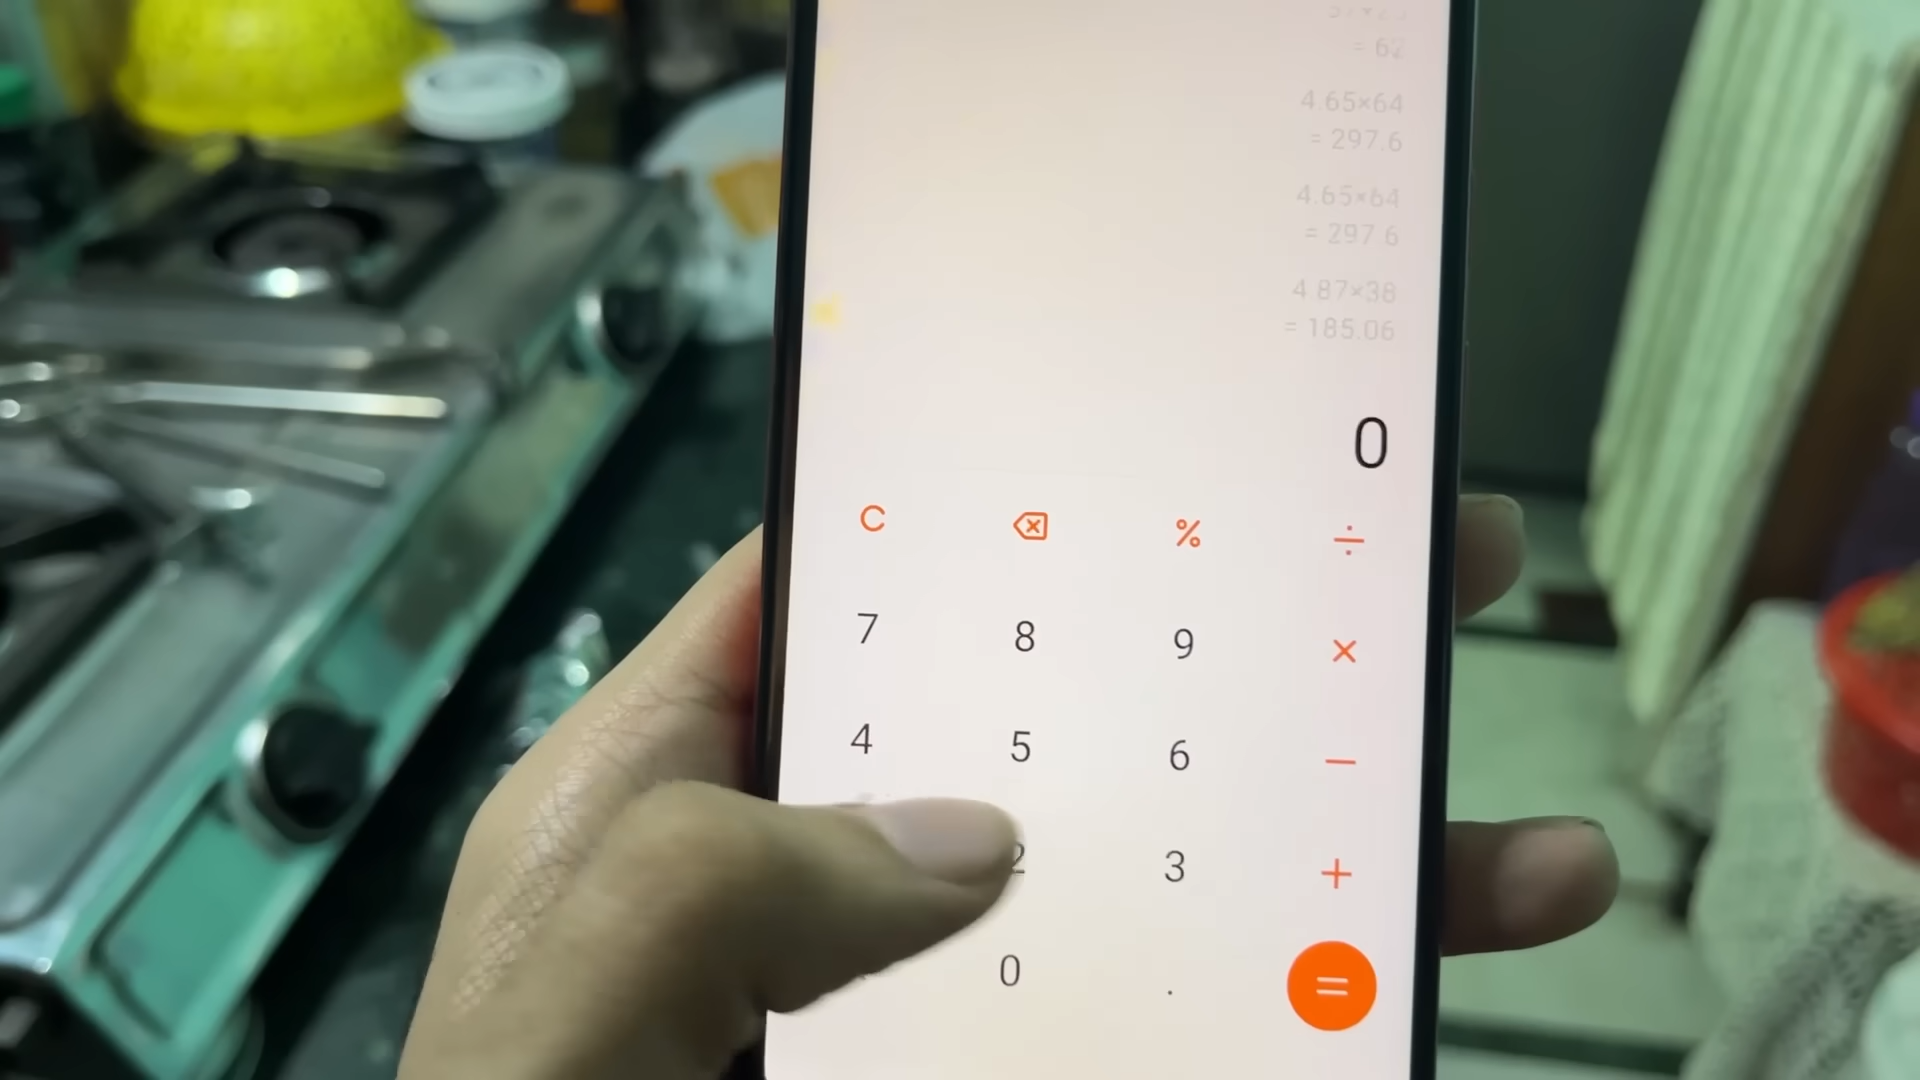 = 62
4.65×64
= 297.6
4.65×64
= 297.6
4.87×38
= 185.06
0
C % ÷
7 8 9 ×
4 5 6 −
2 3 +
0 . =